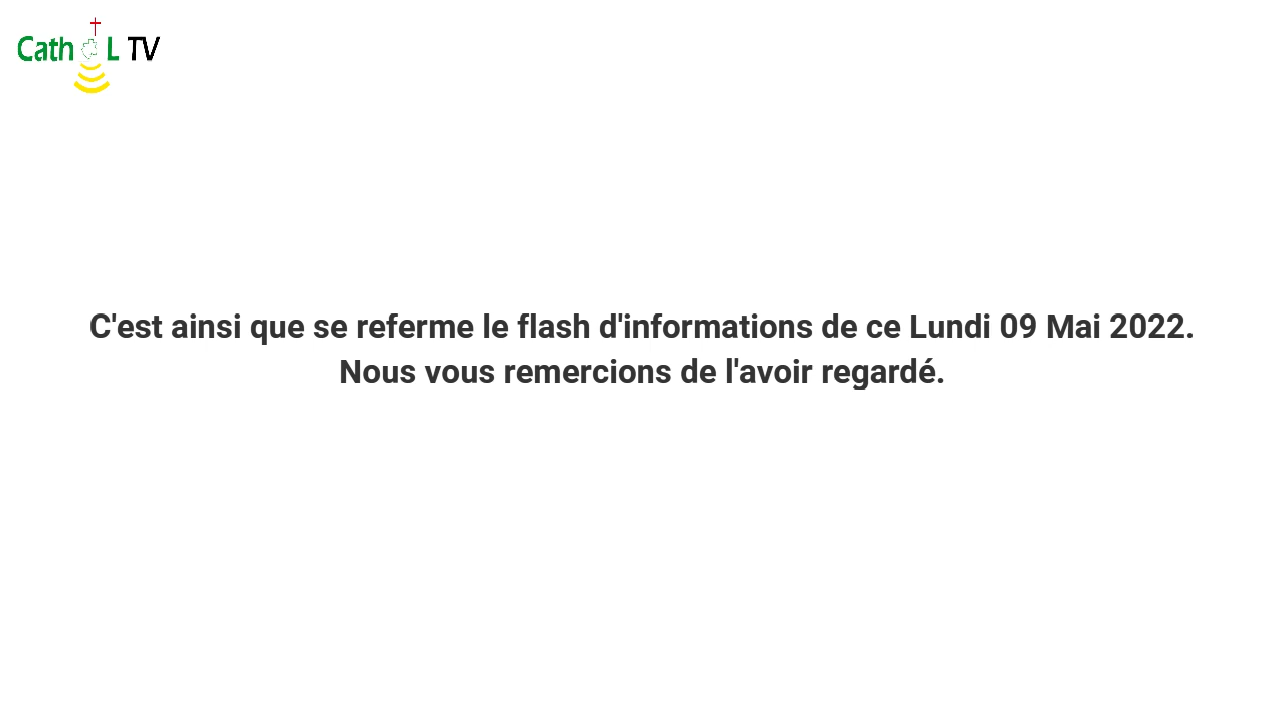 Cath L TV
C'est ainsi que se referme le flash d'informations de ce Lundi 09 Mai 2022.
Nous vous remercions de l'avoir regardé.